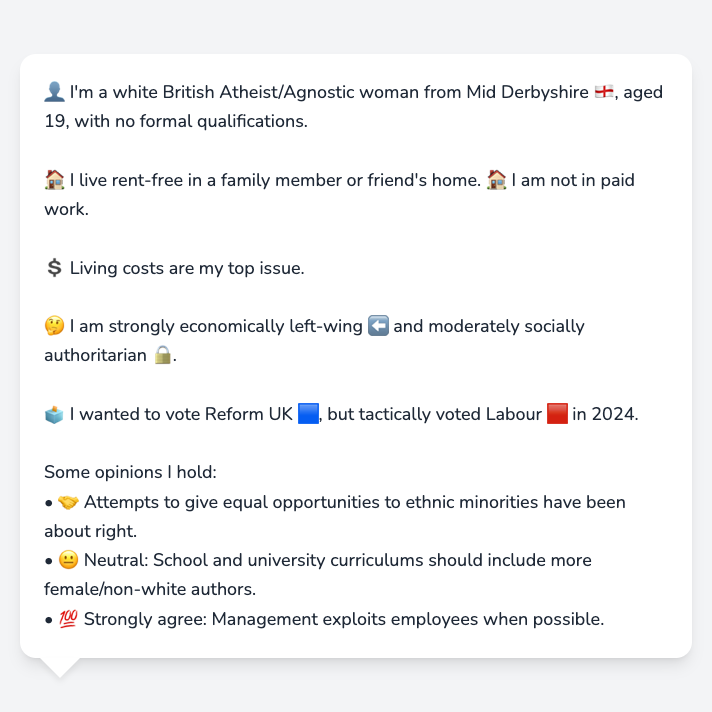 👤 I'm a white British Atheist/Agnostic woman from Mid Derbyshire 🏴󠁧󠁢󠁥󠁮󠁧󠁿, aged
19, with no formal qualifications.
🏠 I live rent-free in a family member or friend's home. 🏠 I am not in paid
work.
💲 Living costs are my top issue.
🤔 I am strongly economically left-wing ⬅️ and moderately socially
authoritarian 🔒.
🗳️ I wanted to vote Reform UK 🟦, but tactically voted Labour 🟥 in 2024.
Some opinions I hold:
• 🤝 Attempts to give equal opportunities to ethnic minorities have been
about right.
• 😐 Neutral: School and university curriculums should include more
female/non-white authors.
• 💯 Strongly agree: Management exploits employees when possible.